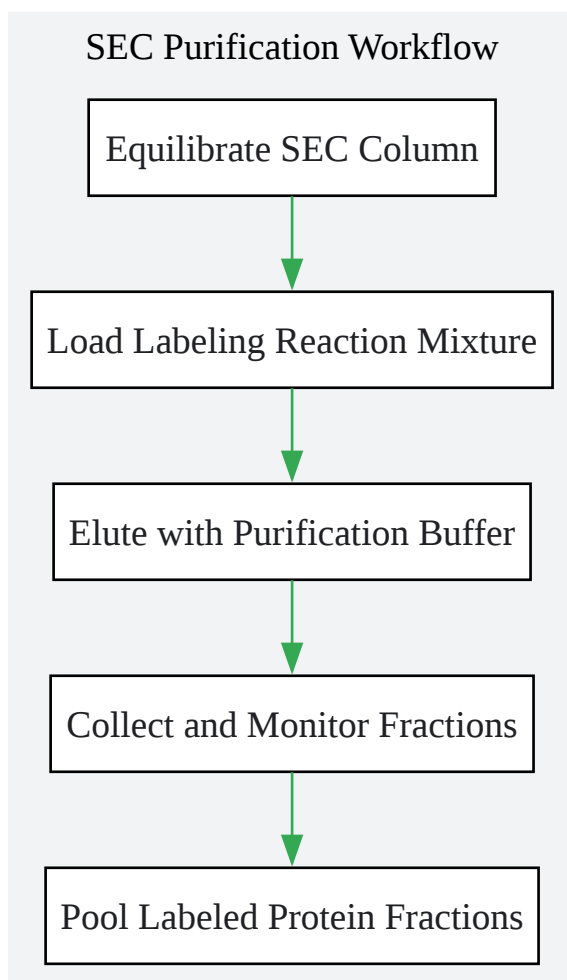 SEC Purification Workflow
Equilibrate SEC Column
Load Labeling Reaction Mixture
Elute with Purification Buffer
Collect and Monitor Fractions
Pool Labeled Protein Fractions